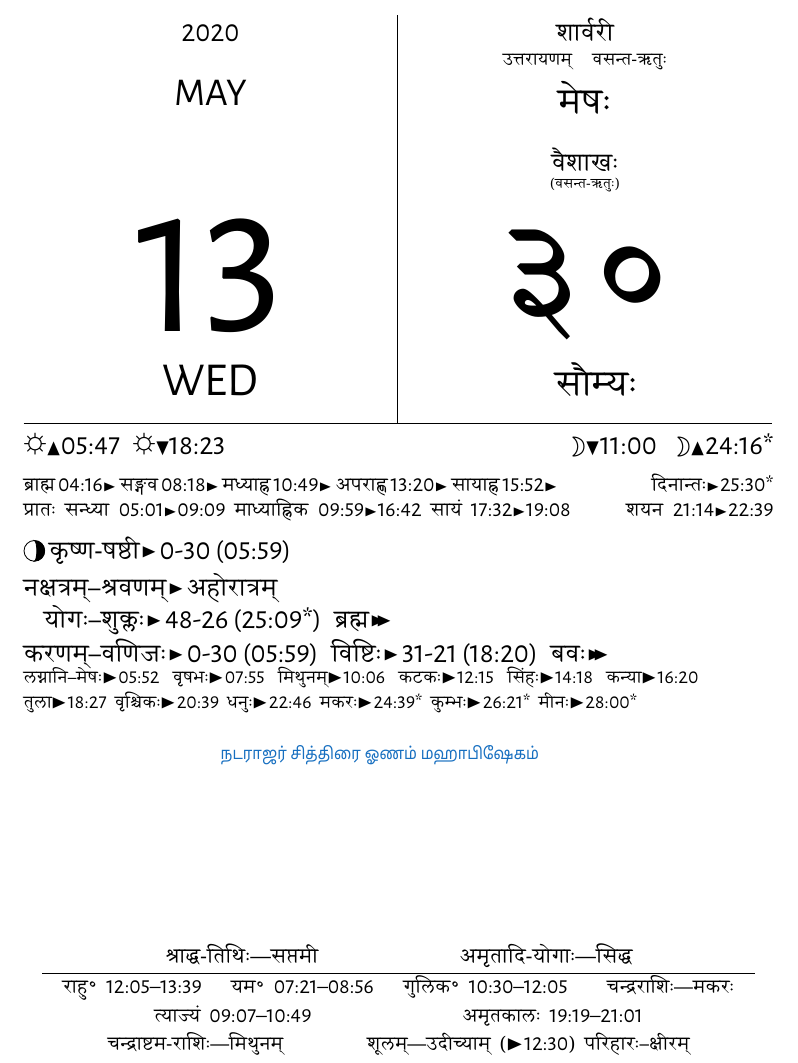 2020
MAY
13
WED
शार्वरी
उत्तरायणम् वसन्त-ऋतुः
मेषः
वैशाखः
(वसन्त-ऋतुः)
३०
सौम्यः
☼▲05:47 ☼▼18:23 ☽▼11:00 ☽▲24:16*
ब्राह्म 04:16► सङ्गव 08:18► मध्याह्न 10:49► अपराह्ण 13:20► सायाह्न 15:52► दिनान्तः►25:30*
प्रातः सन्ध्या 05:01►09:09 माध्याह्निक 09:59►16:42 सायं 17:32►19:08 शयन 21:14►22:39
🌗कृष्ण-षष्ठी►0-30 (05:59)
नक्षत्रम्–श्रवणम्►अहोरात्रम्
योगः–शुक्लः►48-26 (25:09*) ब्रह्म►►
करणम्–वणिजः►0-30 (05:59) विष्टिः►31-21 (18:20) बवः►►
लग्नानि–मेषः►05:52 वृषभः►07:55 मिथुनम्►10:06 कटकः►12:15 सिंहः►14:18 कन्या►16:20
तुला►18:27 वृश्चिकः►20:39 धनुः►22:46 मकरः►24:39* कुम्भः►26:21* मीनः►28:00*
நடராஜர் சித்திரை ஓணம் மஹாபிஷேகம்
श्राद्ध-तिथिः—सप्तमी अमृतादि-योगाः—सिद्ध
राहु° 12:05–13:39 यम° 07:21–08:56 गुलिक° 10:30–12:05 चन्द्रराशिः—मकरः
त्याज्यं 09:07–10:49 अमृतकालः 19:19–21:01
चन्द्राष्टम-राशिः—मिथुनम् शूलम्—उदीच्याम् (►12:30) परिहारः–क्षीरम्